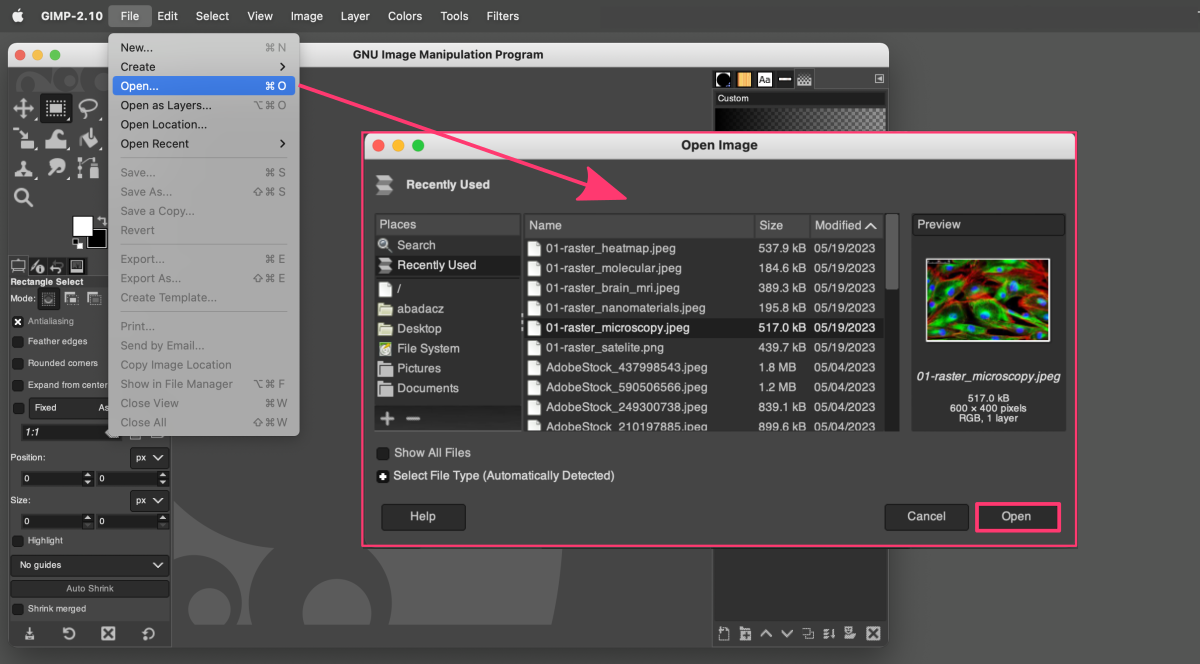 GIMP-2.10 File Edit Select View Image Layer Colors Tools Filters
GNU Image Manipulation Program
New... ⌘ N
Create >
Open... ⌘ O
Open as Layers... ⌥⌘ O
Open Location...
Open Recent >
Save... ⌘ S
Save As... ⇧⌘ S
Save a Copy...
Revert
Export... ⌘ E
Export As... ⇧⌘ E
Create Template...
Print...
Send by Email...
Copy Image Location
Show in File Manager ⌥⌘ F
Close View ⌘W
Close All ⇧⌘W
Rectangle Select
Mode:
Antialiasing
Feather edges
Rounded corners
Expand from center
Fixed As
1:1
Position: px
0 0
Size: px
0 0
Highlight
No guides
Auto Shrink
Shrink merged
Aa
Custom
Open Image
Recently Used
Places
Search
Recently Used
/
abadacz
Desktop
File System
Pictures
Documents
Name Size Modified
01-raster_heatmap.jpeg 537.9 kB 05/19/2023
01-raster_molecular.jpeg 184.6 kB 05/19/2023
01-raster_brain_mri.jpeg 389.3 kB 05/19/2023
01-raster_nanomaterials.jpeg 195.8 kB 05/19/2023
01-raster_microscopy.jpeg 517.0 kB 05/19/2023
01-raster_satelite.png 439.7 kB 05/19/2023
AdobeStock_437998543.jpeg 1.8 MB 05/04/2023
AdobeStock_590506566.jpeg 1.2 MB 05/04/2023
AdobeStock_249300738.jpeg 839.1 kB 05/04/2023
AdobeStock_210197885.jpeg 899.6 kB 05/04/2023
Preview
01-raster_microscopy.jpeg
517.0 kB
600 × 400 pixels
RGB, 1 layer
Show All Files
Select File Type (Automatically Detected)
Help Cancel Open